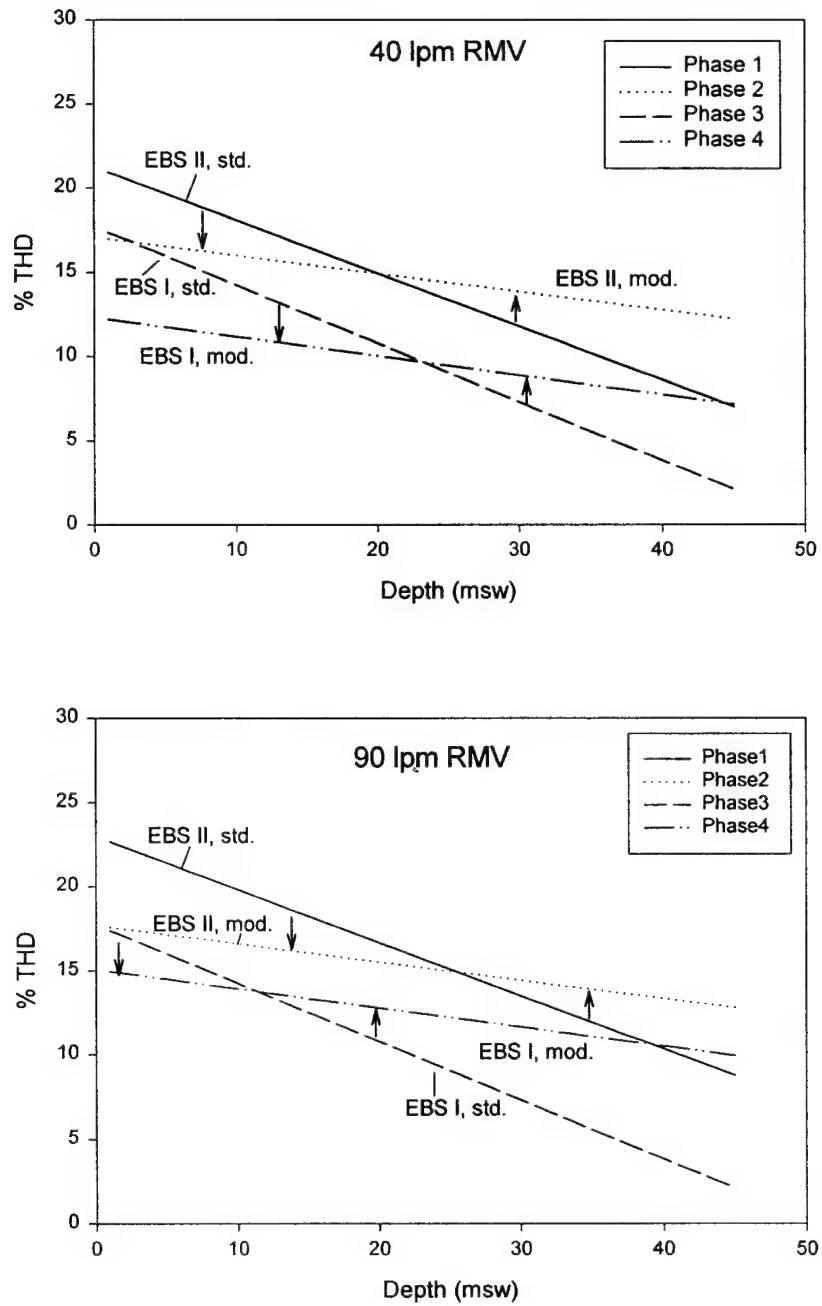 40 lpm RMV
Phase 1
Phase 2
Phase 3
Phase 4
EBS II, std.
EBS I, std.
EBS II, mod.
EBS I, mod.
% THD
30
25
20
15
10
5
0
0 10 20 30 40 50
Depth (msw)
90 lpm RMV
Phase1
Phase2
Phase3
Phase4
EBS II, std.
EBS II, mod.
EBS I, mod.
EBS I, std.
% THD
30
25
20
15
10
5
0
0 10 20 30 40 50
Depth (msw)